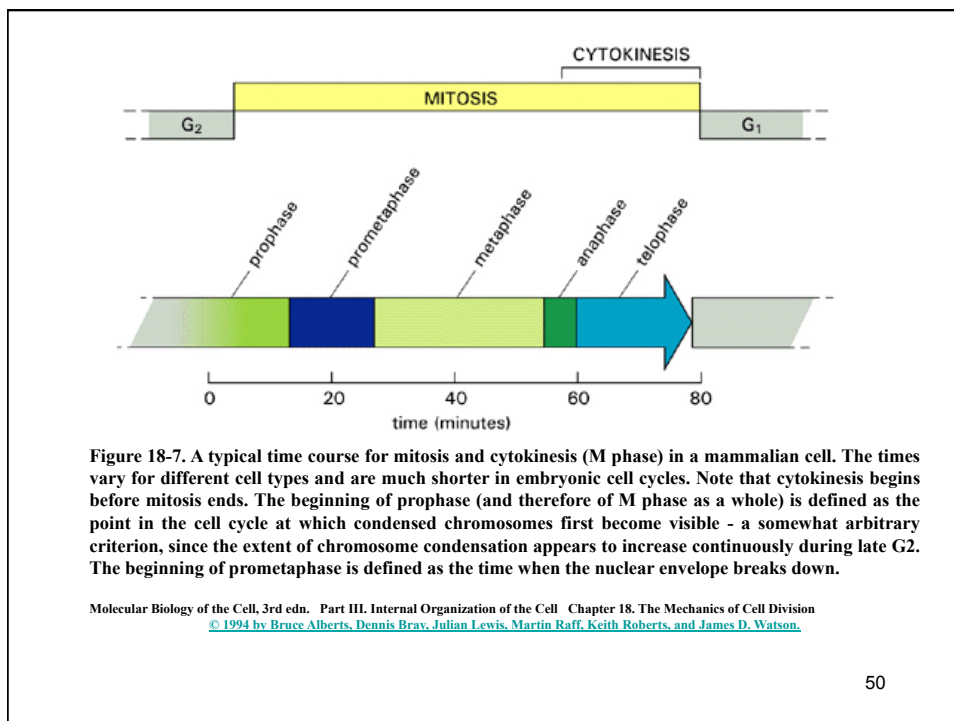 CYTOKINESIS
MITOSIS
G₂
G₁
prophase
prometaphase
metaphase
anaphase
telophase
0 20 40 60 80
time (minutes)
Figure 18-7. A typical time course for mitosis and cytokinesis (M phase) in a mammalian cell. The times
vary for different cell types and are much shorter in embryonic cell cycles. Note that cytokinesis begins
before mitosis ends. The beginning of prophase (and therefore of M phase as a whole) is defined as the
point in the cell cycle at which condensed chromosomes first become visible - a somewhat arbitrary
criterion, since the extent of chromosome condensation appears to increase continuously during late G2.
The beginning of prometaphase is defined as the time when the nuclear envelope breaks down.
Molecular Biology of the Cell, 3rd edn. Part III. Internal Organization of the Cell Chapter 18. The Mechanics of Cell Division
© 1994 by Bruce Alberts, Dennis Bray, Julian Lewis, Martin Raff, Keith Roberts, and James D. Watson.
50